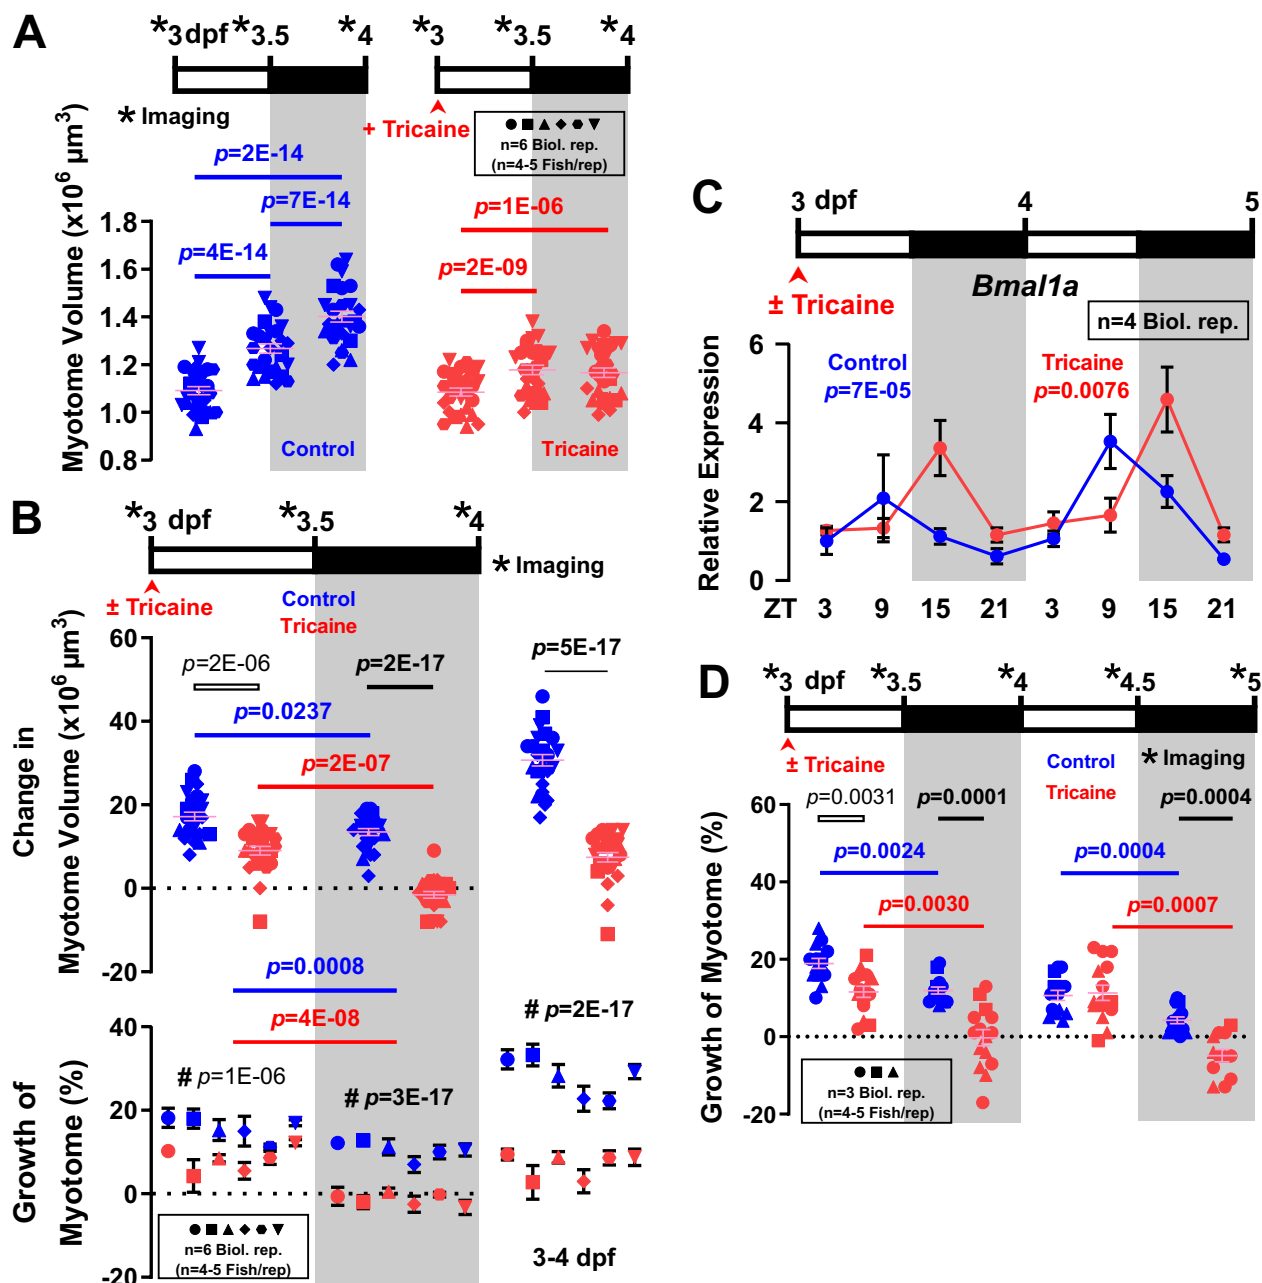 A
*3 dpf *3.5 *4
*3 *3.5 *4
* Imaging
+ Tricaine
n=6 Biol. rep.
(n=4-5 Fish/rep)
Myotome Volume (x10⁶ µm³)
p=2E-14
p=7E-14
p=4E-14
p=1E-06
p=2E-09
1.8
1.6
1.4
1.2
1.0
0.8
Control
Tricaine
B
*3 dpf *3.5 *4
* Imaging
± Tricaine
Control
Tricaine
Change in
Myotome Volume (x10⁶ µm³)
60
40
20
0
-20
p=2E-06
p=2E-17
p=5E-17
p=0.0237
p=2E-07
p=0.0008
p=4E-08
Growth of
Myotome (%)
40
20
0
-20
# p=1E-06
# p=3E-17
# p=2E-17
n=6 Biol. rep.
(n=4-5 Fish/rep)
3-4 dpf
C
3 dpf 4 5
± Tricaine
Bmal1a
n=4 Biol. rep.
Relative Expression
6
4
2
0
Control
p=7E-05
Tricaine
p=0.0076
ZT 3 9 15 21 3 9 15 21
D
*3 dpf *3.5 *4 *4.5 *5
± Tricaine
Control
Tricaine
* Imaging
Growth of Myotome (%)
60
40
20
0
-20
p=0.0031
p=0.0001
p=0.0004
p=0.0024
p=0.0004
p=0.0030
p=0.0007
n=3 Biol. rep.
(n=4-5 Fish/rep)